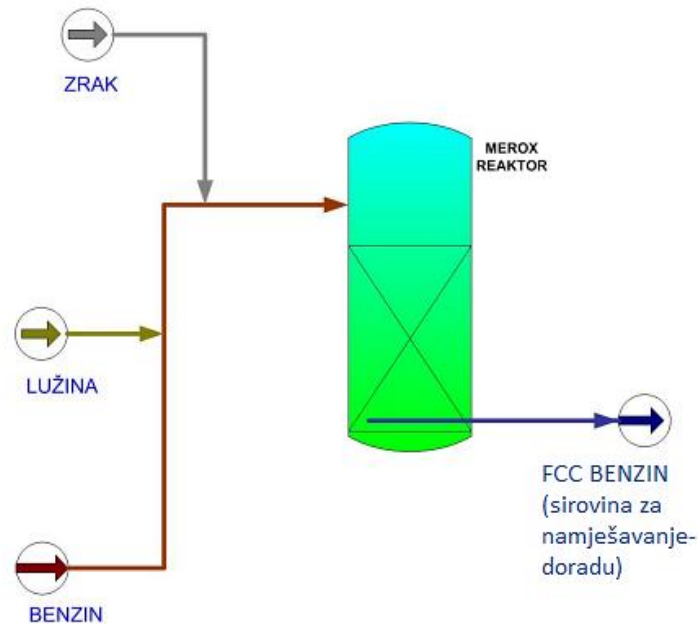 ZRAK
MEROX
REAKTOR
LUŽINA
FCC BENZIN
(sirovina za
namješavanje-
doradu)
BENZIN